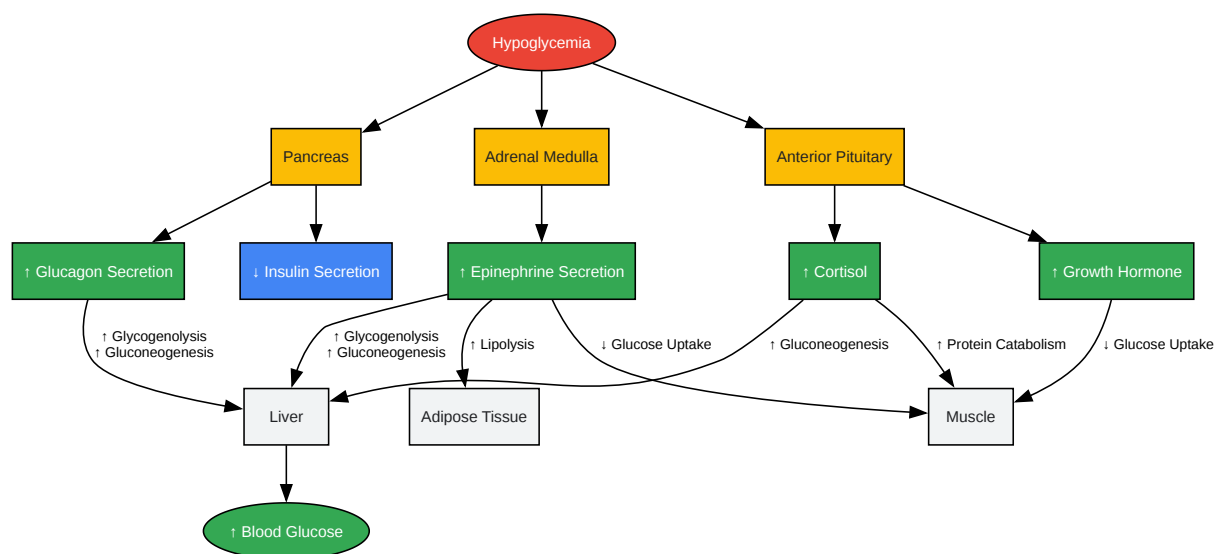 Hypoglycemia
Pancreas
Adrenal Medulla
Anterior Pituitary
↑ Glucagon Secretion
↓ Insulin Secretion
↑ Epinephrine Secretion
↑ Cortisol
↑ Growth Hormone
↑ Glycogenolysis
↑ Gluconeogenesis
↑ Glycogenolysis
↑ Gluconeogenesis
↑ Lipolysis
↓ Glucose Uptake
↑ Gluconeogenesis
↑ Protein Catabolism
↓ Glucose Uptake
Liver
Adipose Tissue
Muscle
↑ Blood Glucose